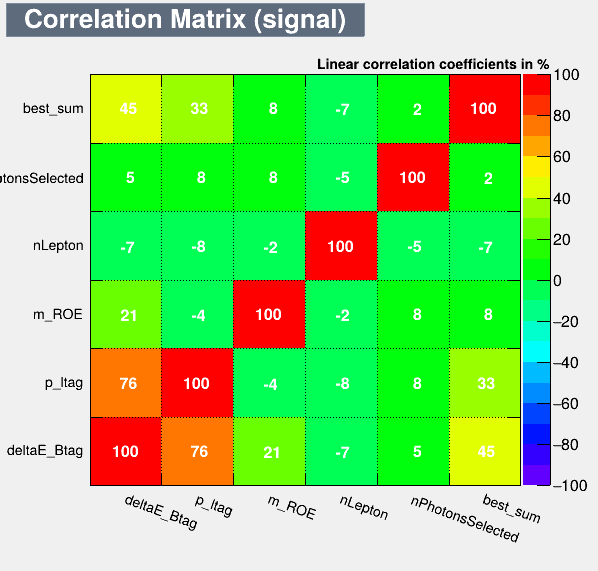 Correlation Matrix (signal)
Linear correlation coefficients in %
best_sum 45 33 8 -7 2 100
otonsSelected 5 8 8 -5 100 2
nLepton -7 -8 -2 100 -5 -7
m_ROE 21 -4 100 -2 8 8
p_ltag 76 100 -4 -8 8 33
deltaE_Btag 100 76 21 -7 5 45
deltaE_Btag p_ltag m_ROE nLepton nPhotonsSelected best_sum
100
80
60
40
20
0
−20
−40
−60
−80
−100